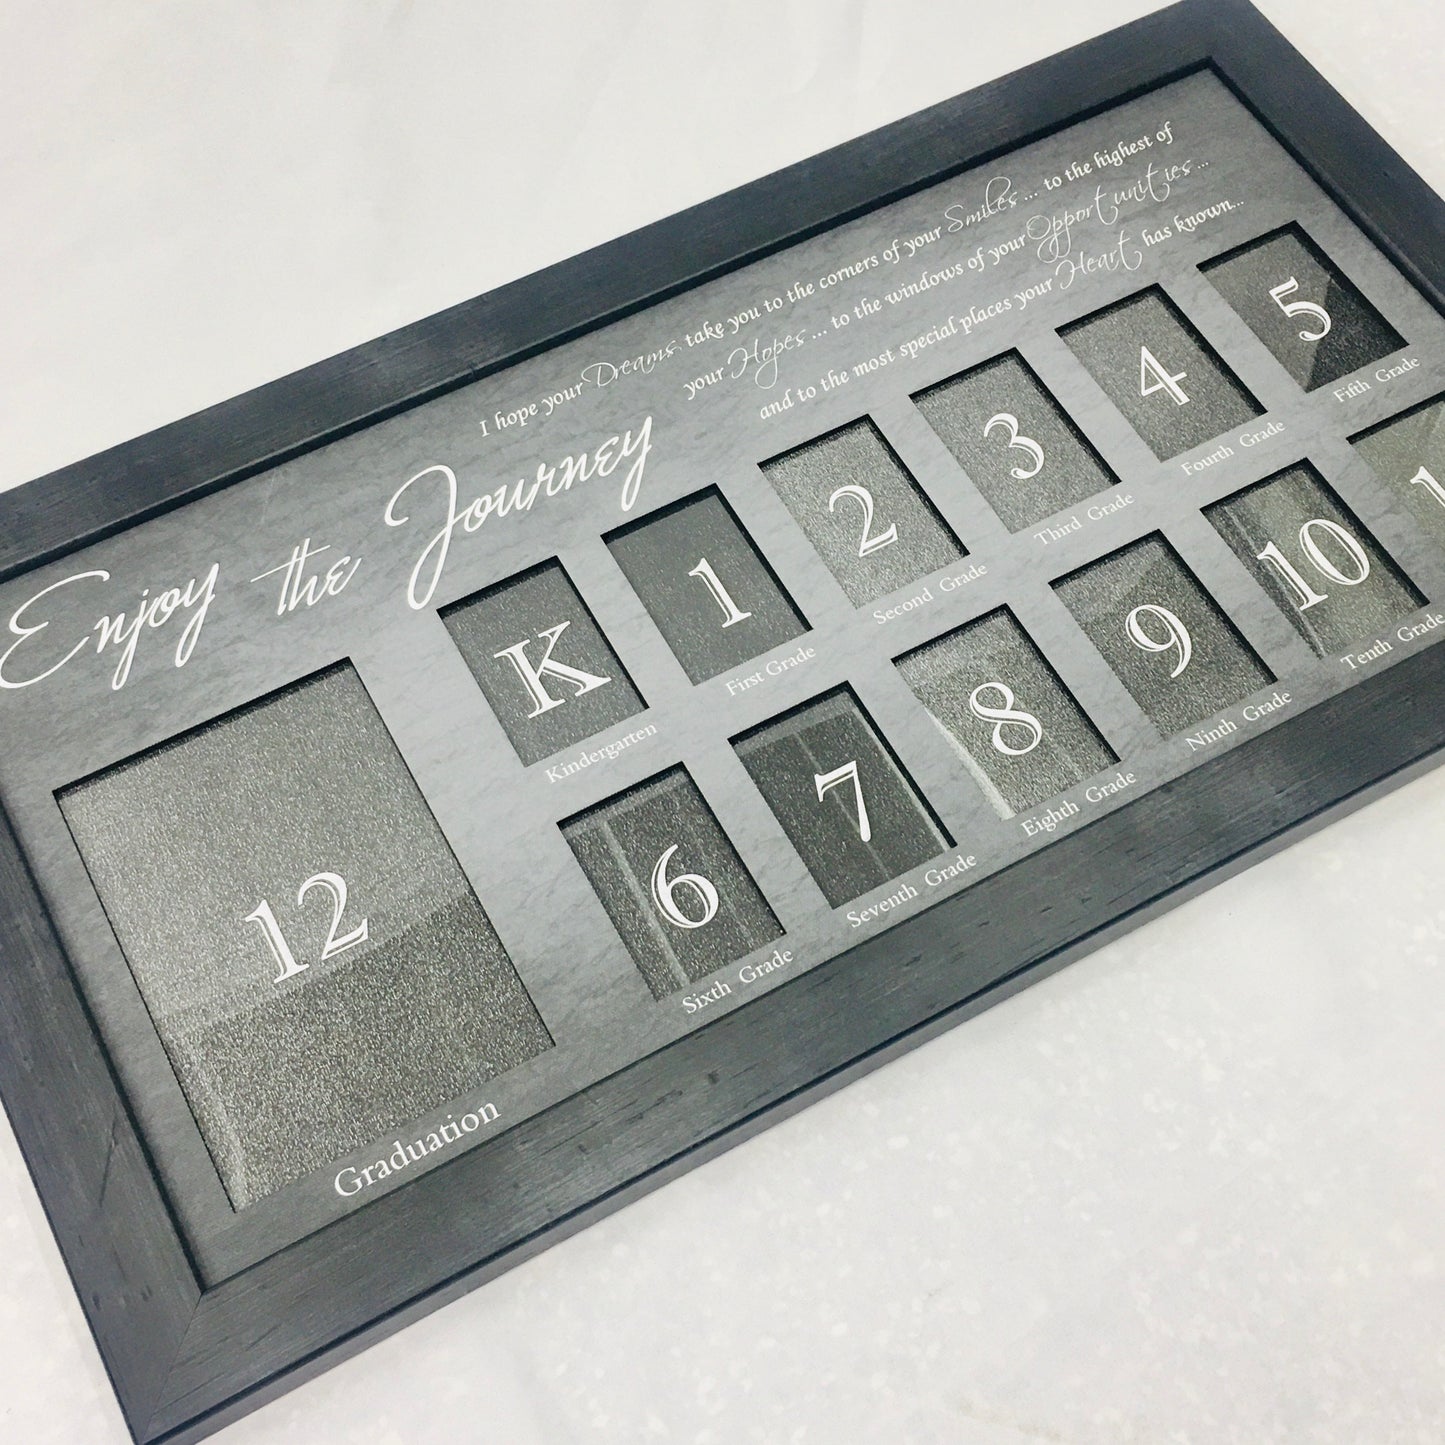 I hope your Dreams take you to the corners of your Smiles... to the highest of
your Hopes... to the windows of your Opportunities...
and to the most special places your Heart has known...
Enjoy the Journey
K
1
2
3
4
5
Kindergarten
First Grade
Second Grade
Third Grade
Fourth Grade
Fifth Grade
12
6
7
8
9
10
Graduation
Sixth Grade
Seventh Grade
Eighth Grade
Ninth Grade
Tenth Grade